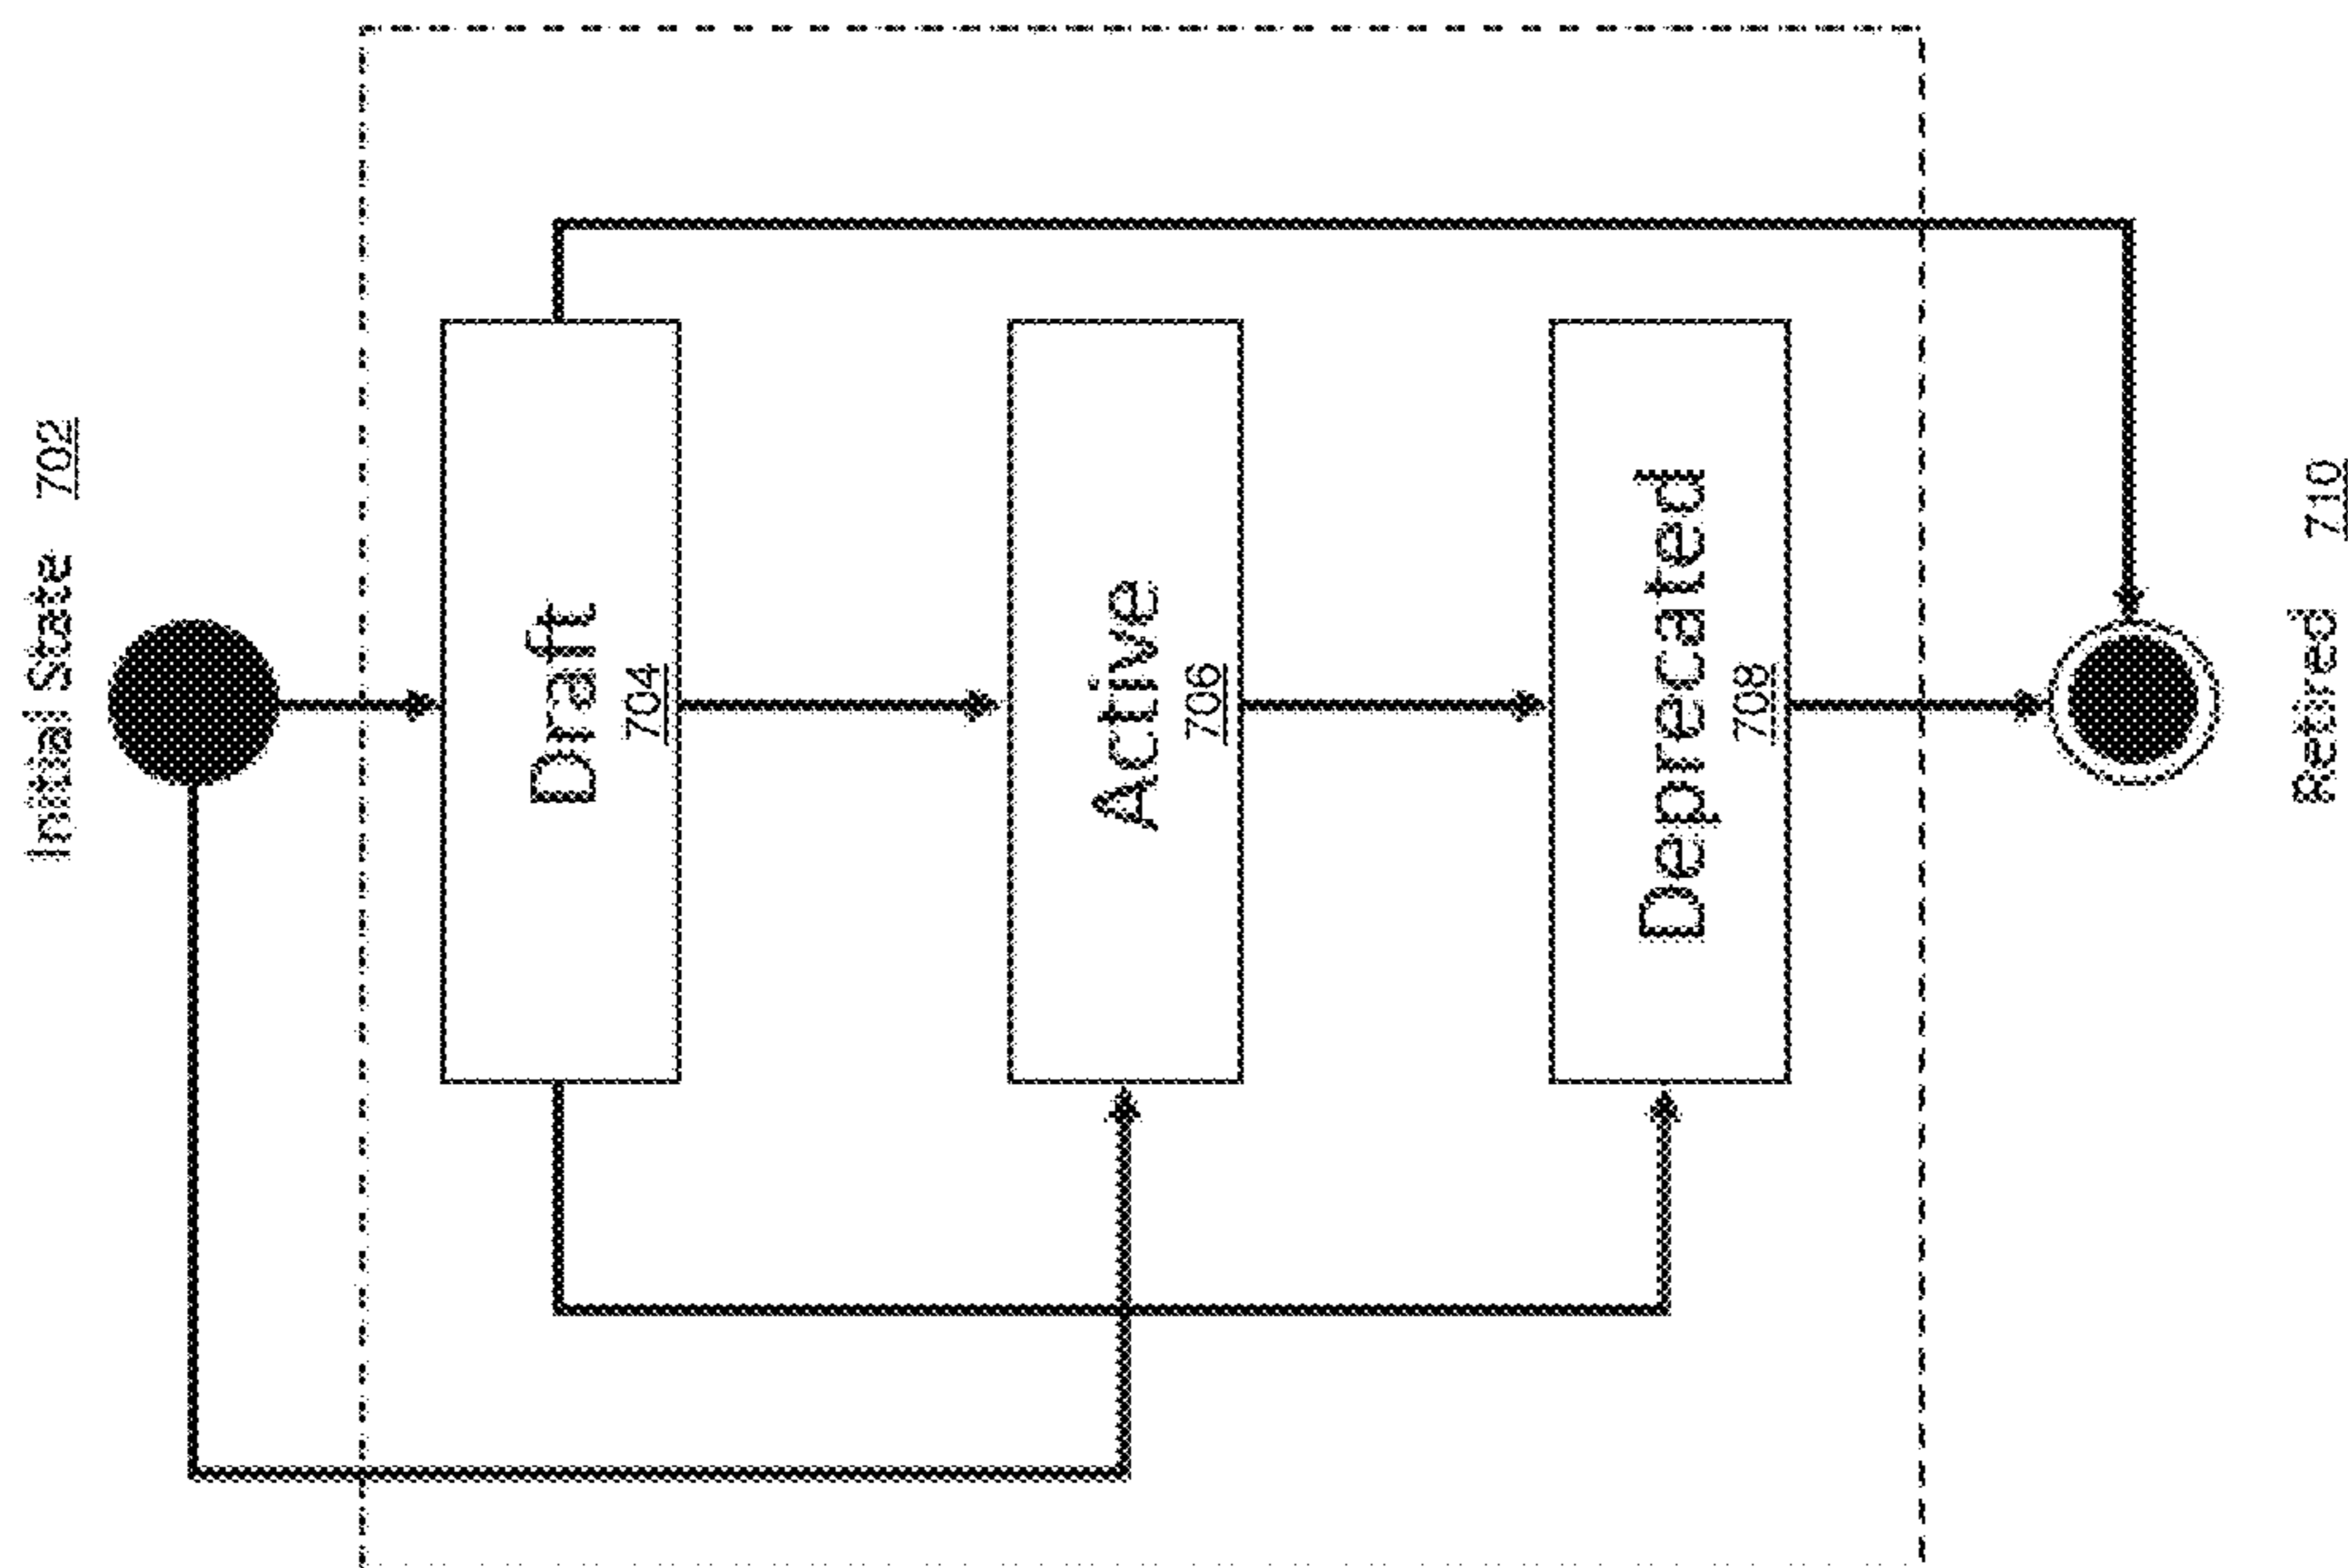 Initial State 702
Draft
704
Active
706
Deprecated
708
Retired 710